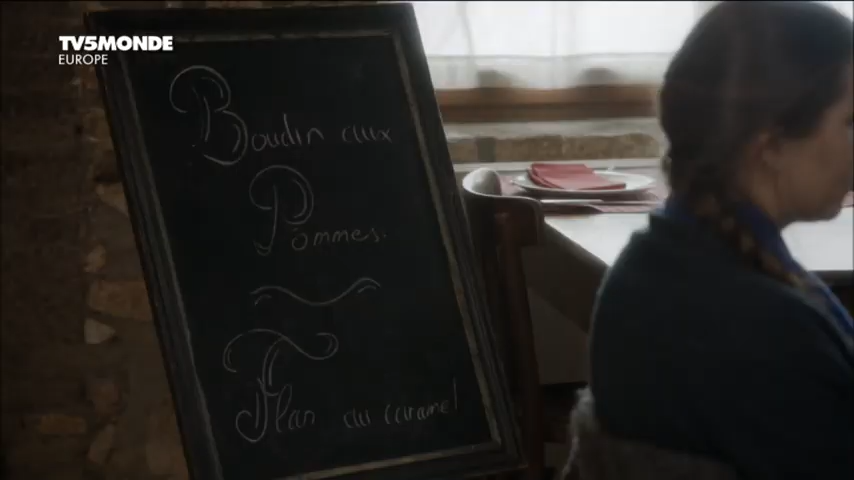 TV5MONDE
EUROPE
Boudin aux
Pommes.
Flan au caramel